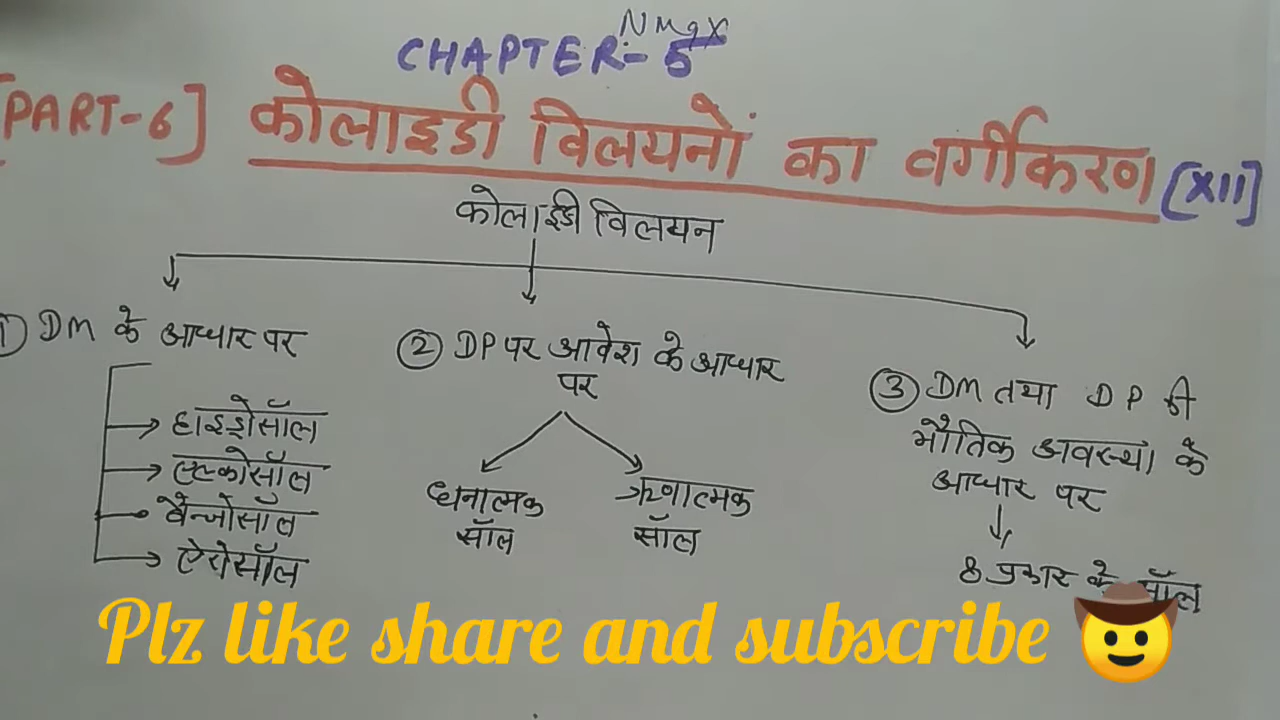 NMgX
CHAPTER-5
[PART-6] कोलाइडी विलयनों का वर्गीकरण [XII]
कोलाईडी विलयन
① DM के आधार पर
हाइड्रोसॉल
एल्कोसॉल
बैन्जोसॉल
ऐरोसॉल
② DP पर आवेश के आधार
पर
धनात्मक
सॉल
ऋणात्मक
सॉल
③ DM तथा DP की
भौतिक अवस्था के
आधार पर
8 प्रकार के सॉल
Plz like share and subscribe